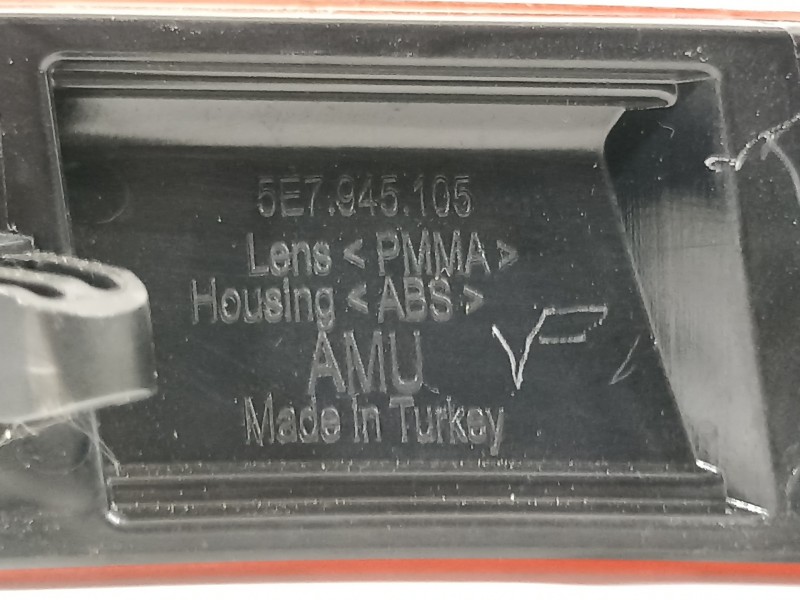 5E7.945.105
Lens <PMMA>
Housing <ABS>
AMU
Made In Turkey